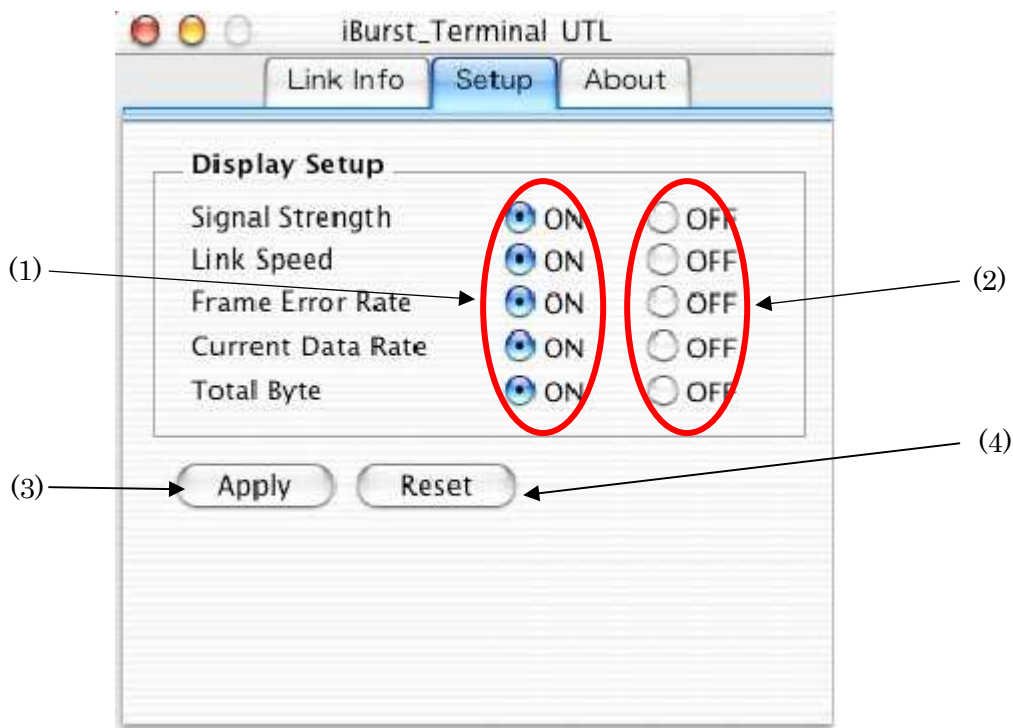 iBurst_Terminal UTL
Link Info Setup About
Display Setup
Signal Strength ON OFF
Link Speed ON OFF
(1)
(2)
Frame Error Rate ON OFF
Current Data Rate ON OFF
Total Byte ON OFF
(4)
(3) Apply Reset